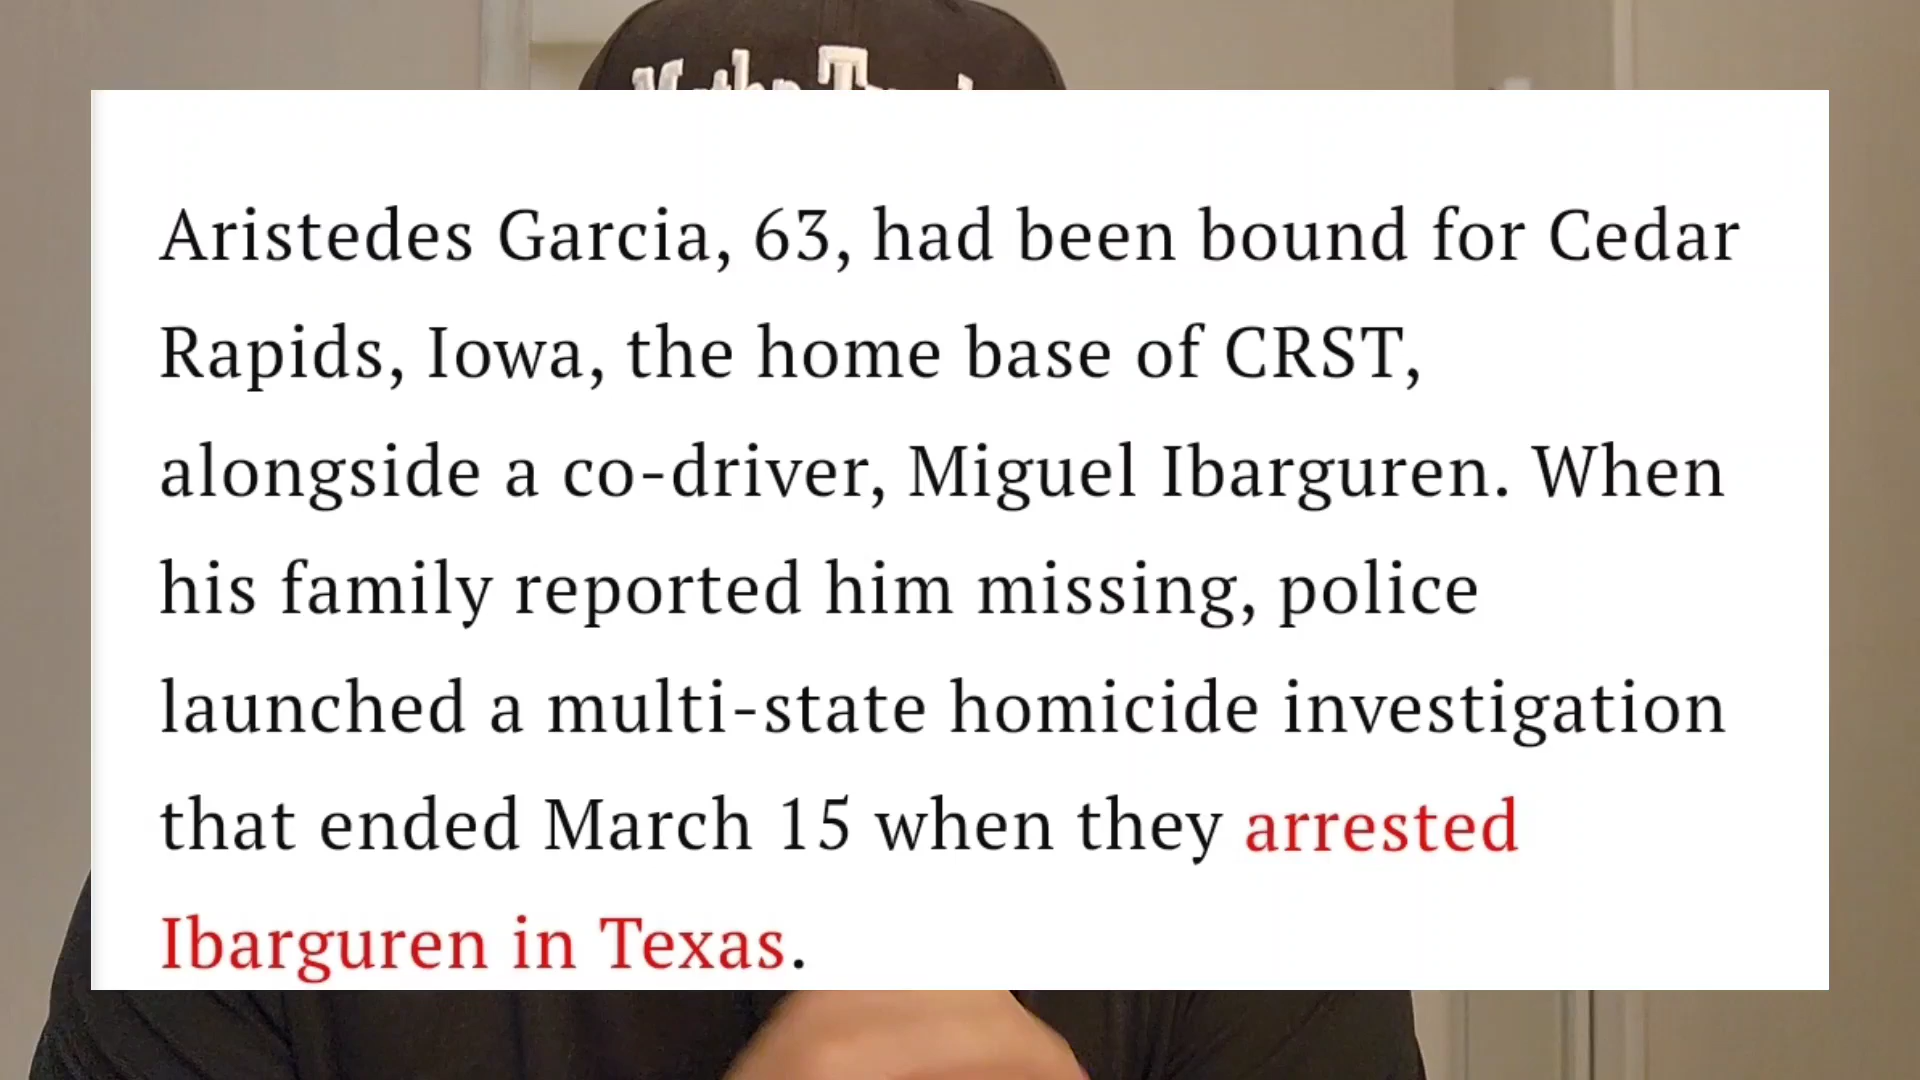 Aristedes Garcia, 63, had been bound for Cedar
Rapids, Iowa, the home base of CRST,
alongside a co-driver, Miguel Ibarguren. When
his family reported him missing, police
launched a multi-state homicide investigation
that ended March 15 when they arrested
Ibarguren in Texas.